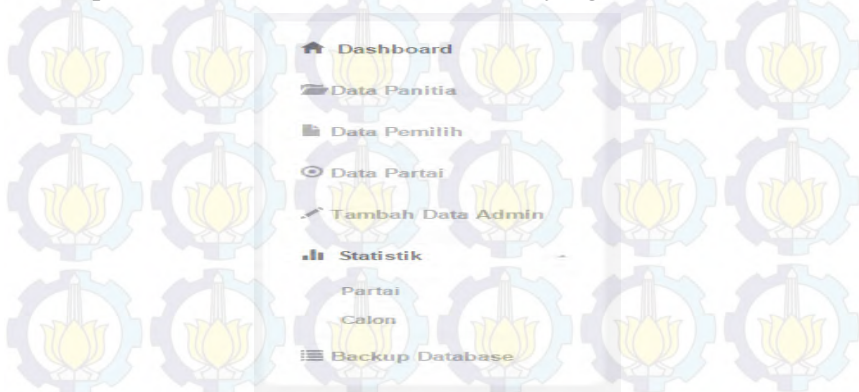 Dashboard
Data Panitia
Data Pemilih
Data Partai
Tambah Data Admin
Statistik
Partai
Calon
Backup Database